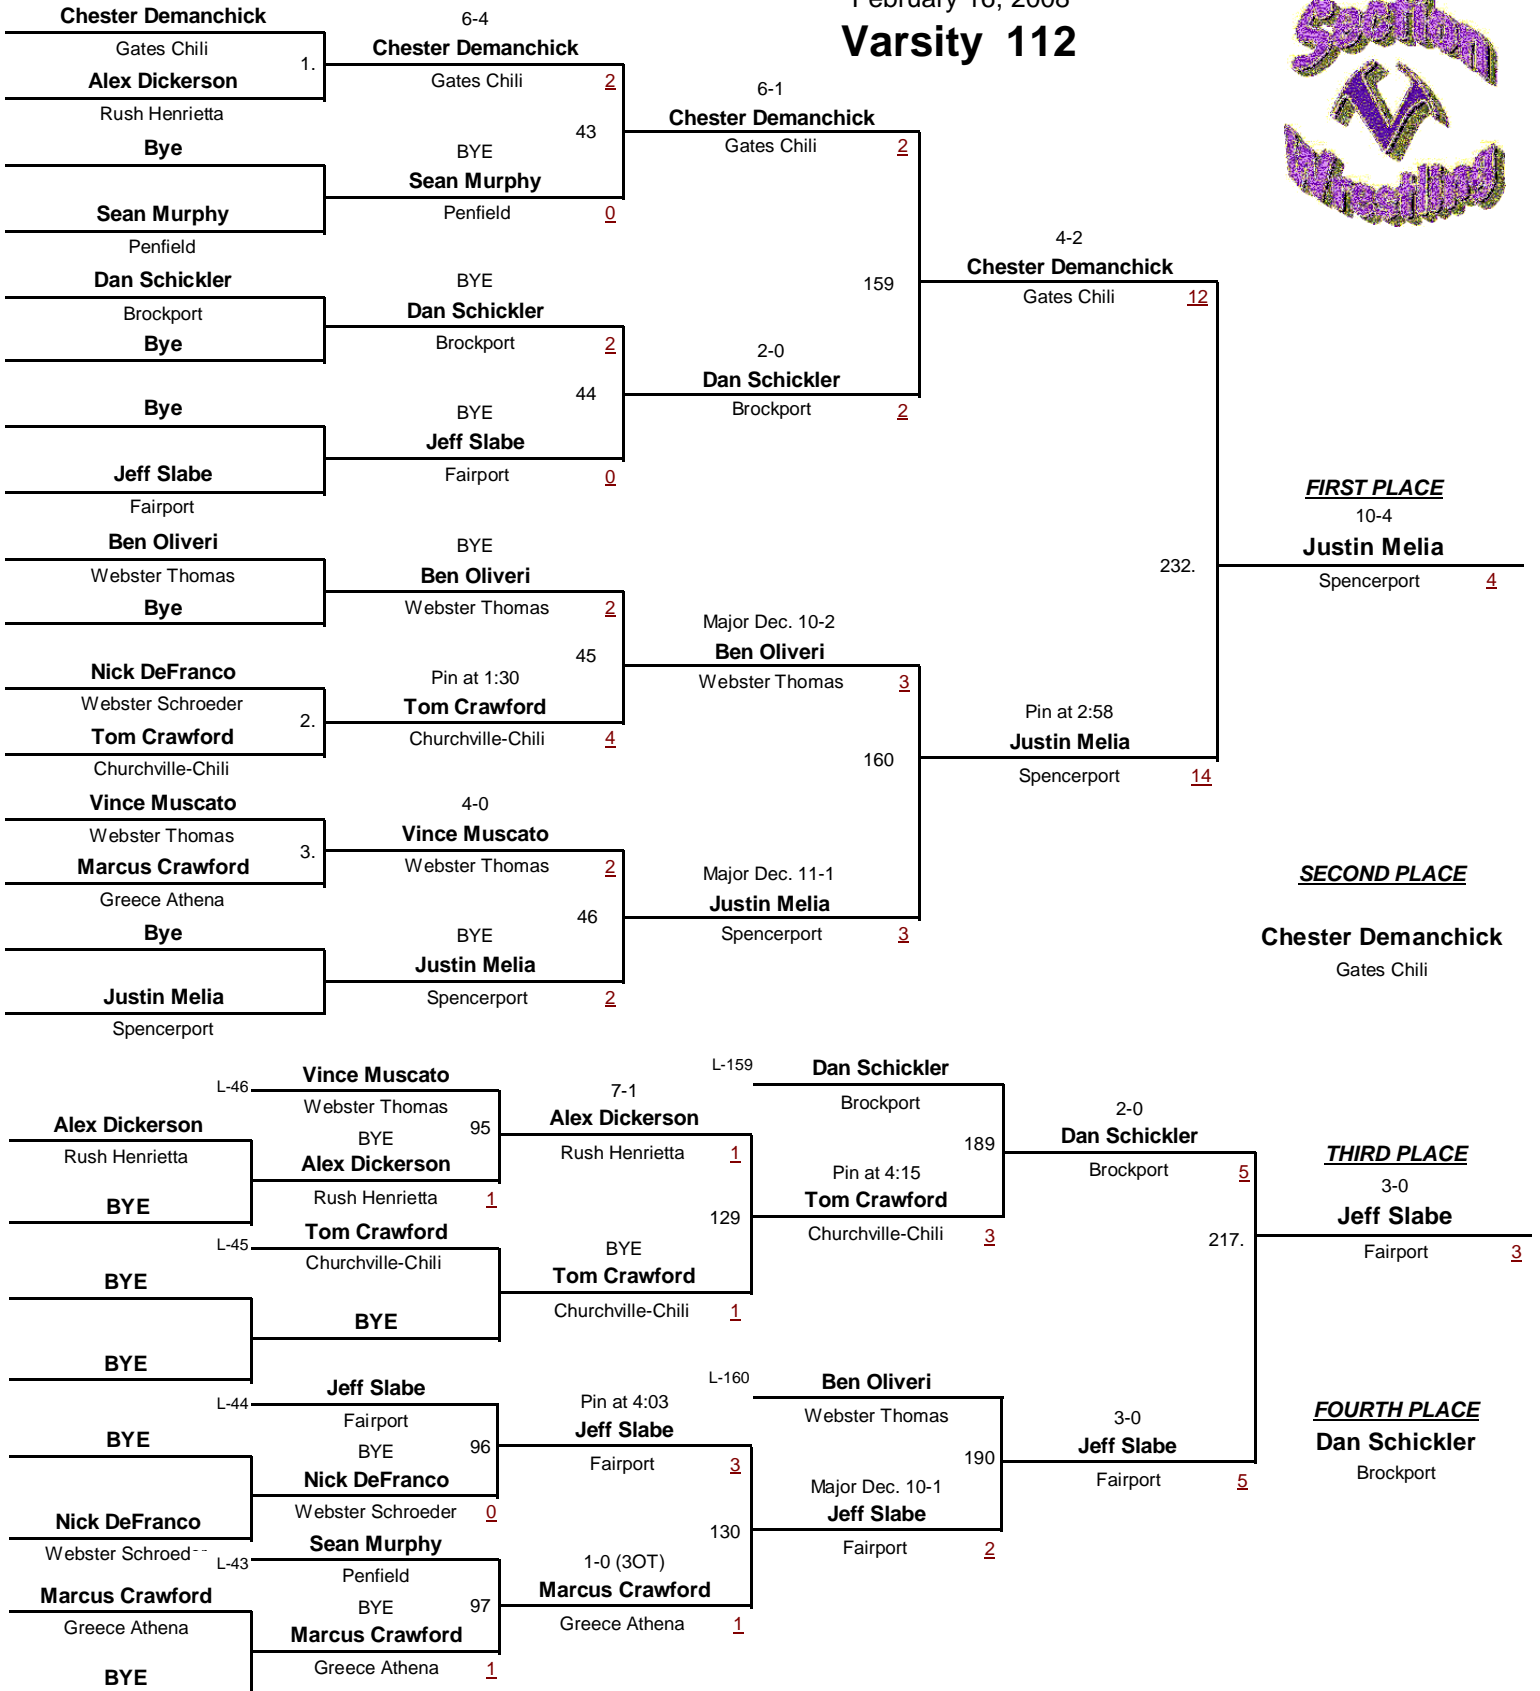 February 16, 2008
Varsity 112
Section
V
Wrestling
Chester Demanchick
Gates Chili
1.
Alex Dickerson
Rush Henrietta
Bye
Sean Murphy
Penfield
Dan Schickler
Brockport
Bye
Bye
Jeff Slabe
Fairport
Ben Oliveri
Webster Thomas
Bye
Nick DeFranco
Webster Schroeder
2.
Tom Crawford
Churchville-Chili
Vince Muscato
Webster Thomas
3.
Marcus Crawford
Greece Athena
Bye
Justin Melia
Spencerport
6-4
Chester Demanchick
Gates Chili 2
43
BYE
Sean Murphy
Penfield 0
BYE
Dan Schickler
Brockport 2
44
BYE
Jeff Slabe
Fairport 0
BYE
Ben Oliveri
Webster Thomas 2
45
Pin at 1:30
Tom Crawford
Churchville-Chili 4
4-0
Vince Muscato
Webster Thomas 2
46
BYE
Justin Melia
Spencerport 2
6-1
Chester Demanchick
Gates Chili 2
159
2-0
Dan Schickler
Brockport 2
Major Dec. 10-2
Ben Oliveri
Webster Thomas 3
160
Major Dec. 11-1
Justin Melia
Spencerport 3
4-2
Chester Demanchick
Gates Chili 12
232.
Pin at 2:58
Justin Melia
Spencerport 14
FIRST PLACE
10-4
Justin Melia
Spencerport 4
SECOND PLACE
Chester Demanchick
Gates Chili
Alex Dickerson
Rush Henrietta
BYE
BYE
BYE
BYE
Nick DeFranco
Webster Schroed
Marcus Crawford
Greece Athena
BYE
L-46
Vince Muscato
Webster Thomas
95
BYE
Alex Dickerson
Rush Henrietta 1
L-45
Tom Crawford
Churchville-Chili
BYE
L-44
Jeff Slabe
Fairport
96
BYE
Nick DeFranco
Webster Schroeder 0
L-43
Sean Murphy
Penfield
97
BYE
Marcus Crawford
Greece Athena 1
7-1
Alex Dickerson
Rush Henrietta 1
129
BYE
Tom Crawford
Churchville-Chili 1
Pin at 4:03
Jeff Slabe
Fairport 3
130
1-0 (3OT)
Marcus Crawford
Greece Athena 1
L-159
Dan Schickler
Brockport
189
Pin at 4:15
Tom Crawford
Churchville-Chili 3
L-160
Ben Oliveri
Webster Thomas
190
Major Dec. 10-1
Jeff Slabe
Fairport 2
2-0
Dan Schickler
Brockport 5
217.
3-0
Jeff Slabe
Fairport 5
THIRD PLACE
3-0
Jeff Slabe
Fairport 3
FOURTH PLACE
Dan Schickler
Brockport